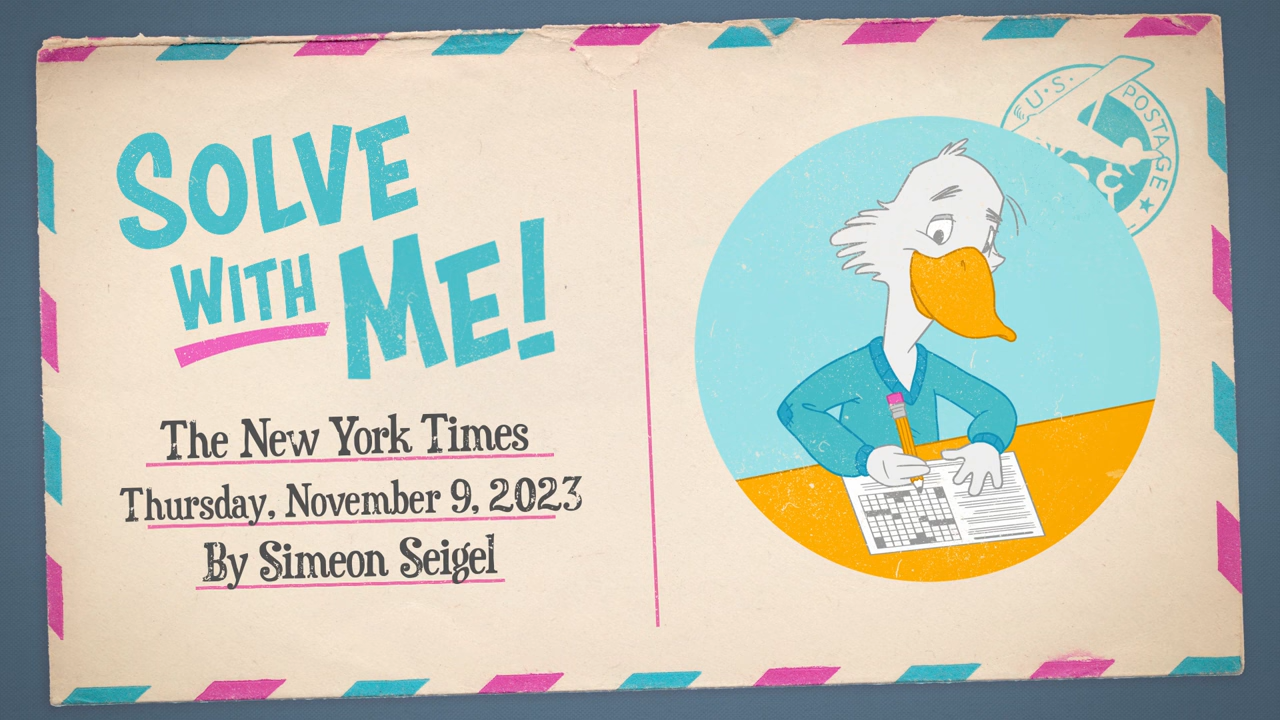 SOLVE
WITH ME!
The New York Times
Thursday, November 9, 2023
By Simeon Seigel
U.S. POSTAGE